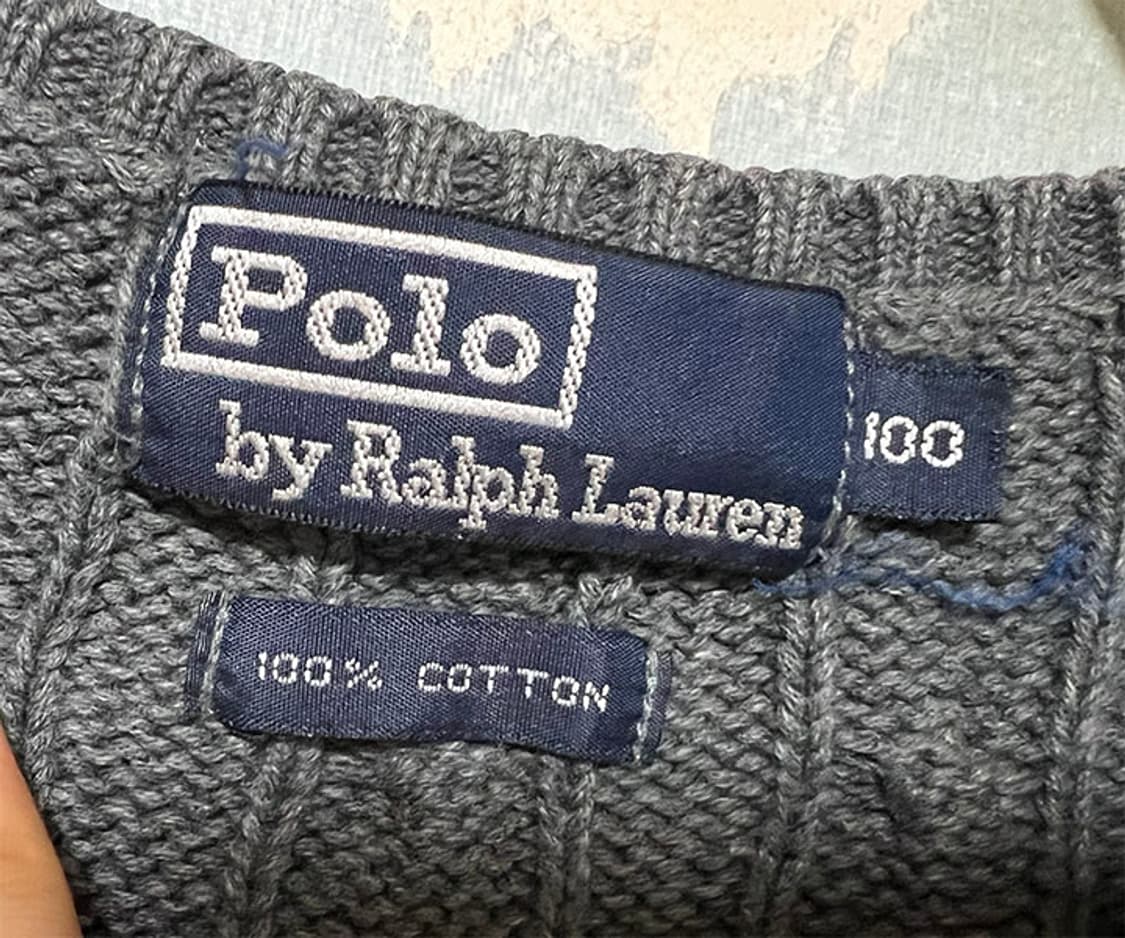 Polo
by Ralph Lauren
100
100% COTTON